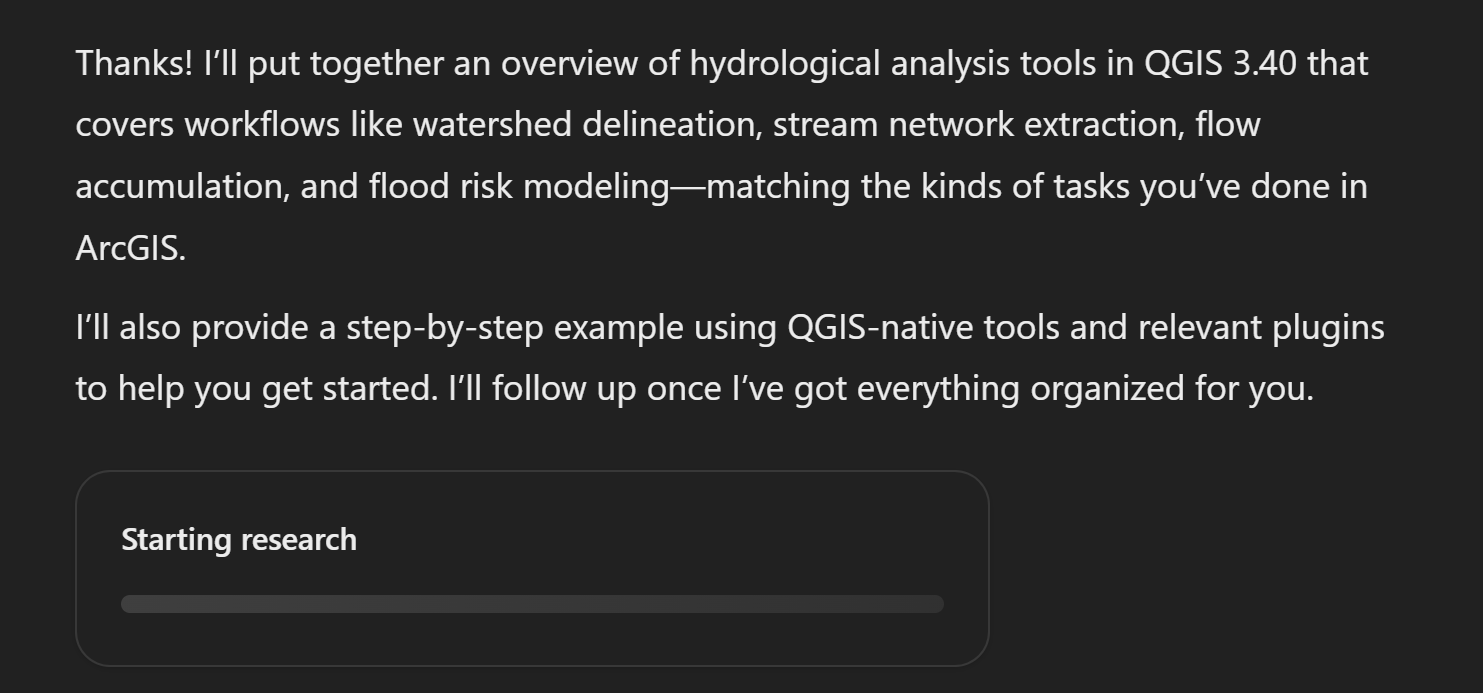 Thanks! I’ll put together an overview of hydrological analysis tools in QGIS 3.40 that
covers workflows like watershed delineation, stream network extraction, flow
accumulation, and flood risk modeling—matching the kinds of tasks you’ve done in
ArcGIS.
I’ll also provide a step-by-step example using QGIS-native tools and relevant plugins
to help you get started. I’ll follow up once I’ve got everything organized for you.
Starting research